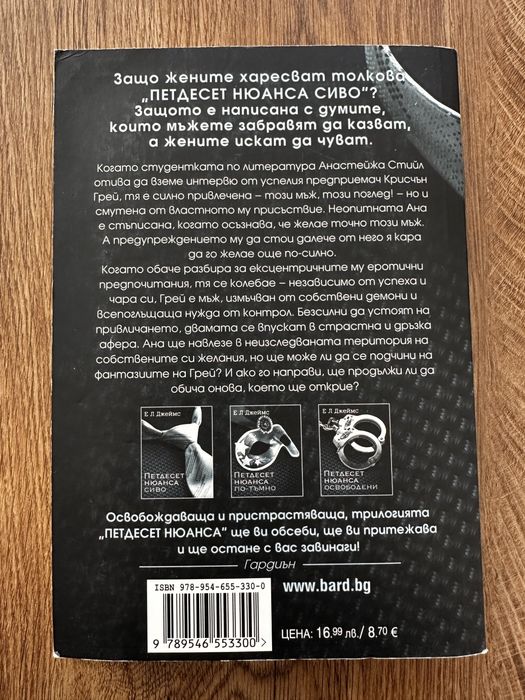 Защо жените харесват толкова
„ПЕТДЕСЕТ НЮАНСА СИВО“?
Защото е написана с думите,
които мъжете забравят да казват,
а жените искат да чуват.
Когато студентката по литература Анастейжа Стийл
отива да вземе интервю от успелия предприемач Крисчън
Грей, тя е силно привлечена – този мъж, този поглед! – но и
смутена от властното му присъствие. Неопитната Ана
е стъписана, когато осъзнава, че желае точно този мъж.
А предупреждението му да стои далече от него я кара
да го желае още по-силно.
Когато обаче разбира за ексцентричните му еротични
предпочитания, тя се колебае – независимо от успеха и
чара си, Грей е мъж, измъчван от собствени демони и
всепоглъщаща нужда от контрол. Безсилни да устоят на
привличането, двамата се впускат в страстна и дръзка
афера. Ана ще навлезе в неизследваната територия на
собствените си желания, но ще може ли да се подчини на
фантазиите на Грей? И ако го направи, ще продължи ли да
обича онова, което ще открие?
Е Л Джеймс
Петдесет
нюанса
сиво
Е Л Джеймс
Петдесет
нюанса
по-тъмно
Е Л Джеймс
Петдесет
нюанса
освободени
Освобождаваща и пристрастяваща, трилогията
„ПЕТДЕСЕТ НЮАНСА“ ще ви обсеби, ще ви притежава
и ще остане с вас завинаги!
Гардиън
ISBN 978-954-655-330-0
9 789546 553300 >
www.bard.bg
ЦЕНА: 16,99 лв./ 8.70 €